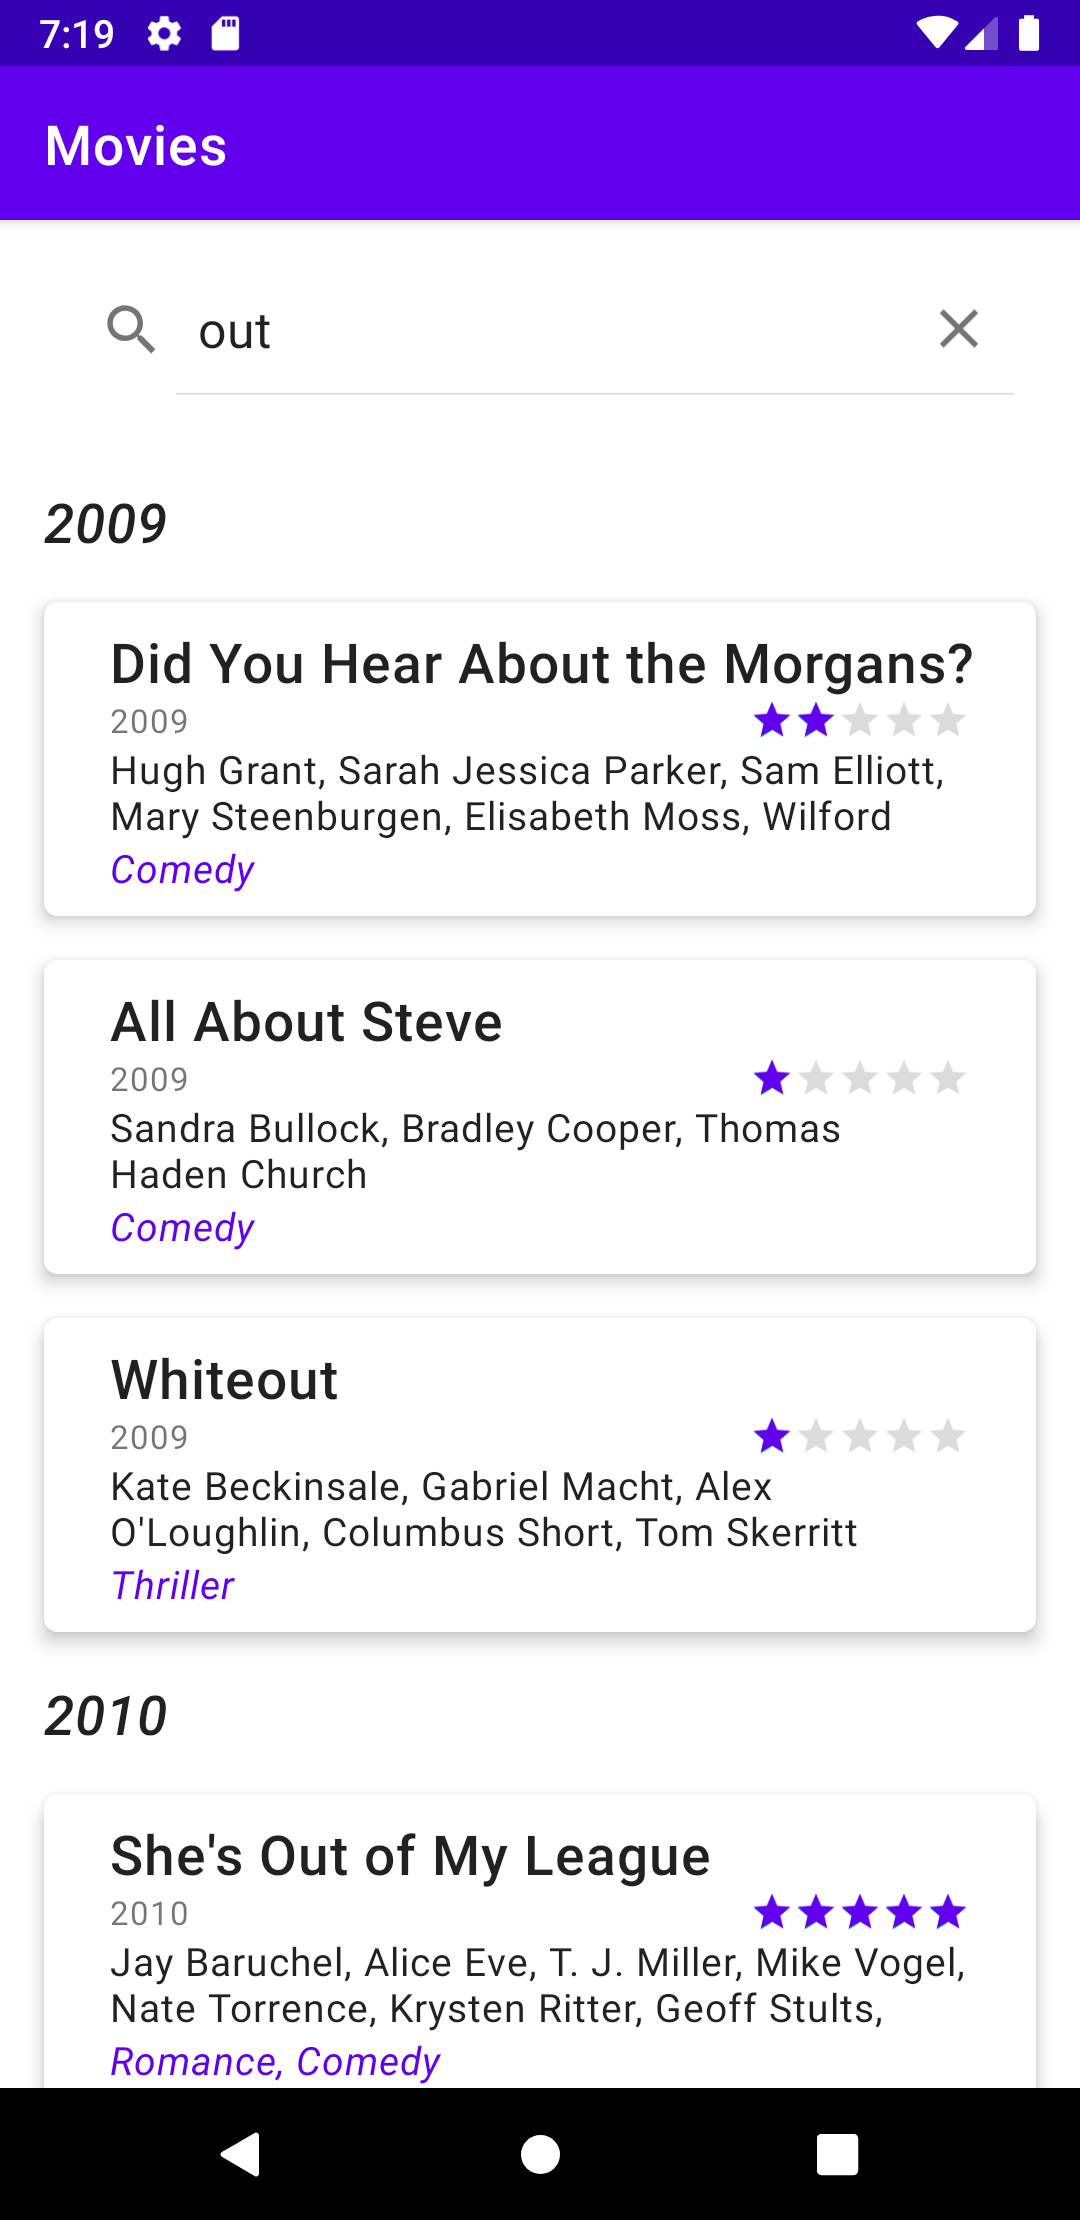 7:19
Movies
out
2009
Did You Hear About the Morgans?
2009
Hugh Grant, Sarah Jessica Parker, Sam Elliott,
Mary Steenburgen, Elisabeth Moss, Wilford
Comedy
All About Steve
2009
Sandra Bullock, Bradley Cooper, Thomas
Haden Church
Comedy
Whiteout
2009
Kate Beckinsale, Gabriel Macht, Alex
O'Loughlin, Columbus Short, Tom Skerritt
Thriller
2010
She's Out of My League
2010
Jay Baruchel, Alice Eve, T. J. Miller, Mike Vogel,
Nate Torrence, Krysten Ritter, Geoff Stults,
Romance, Comedy